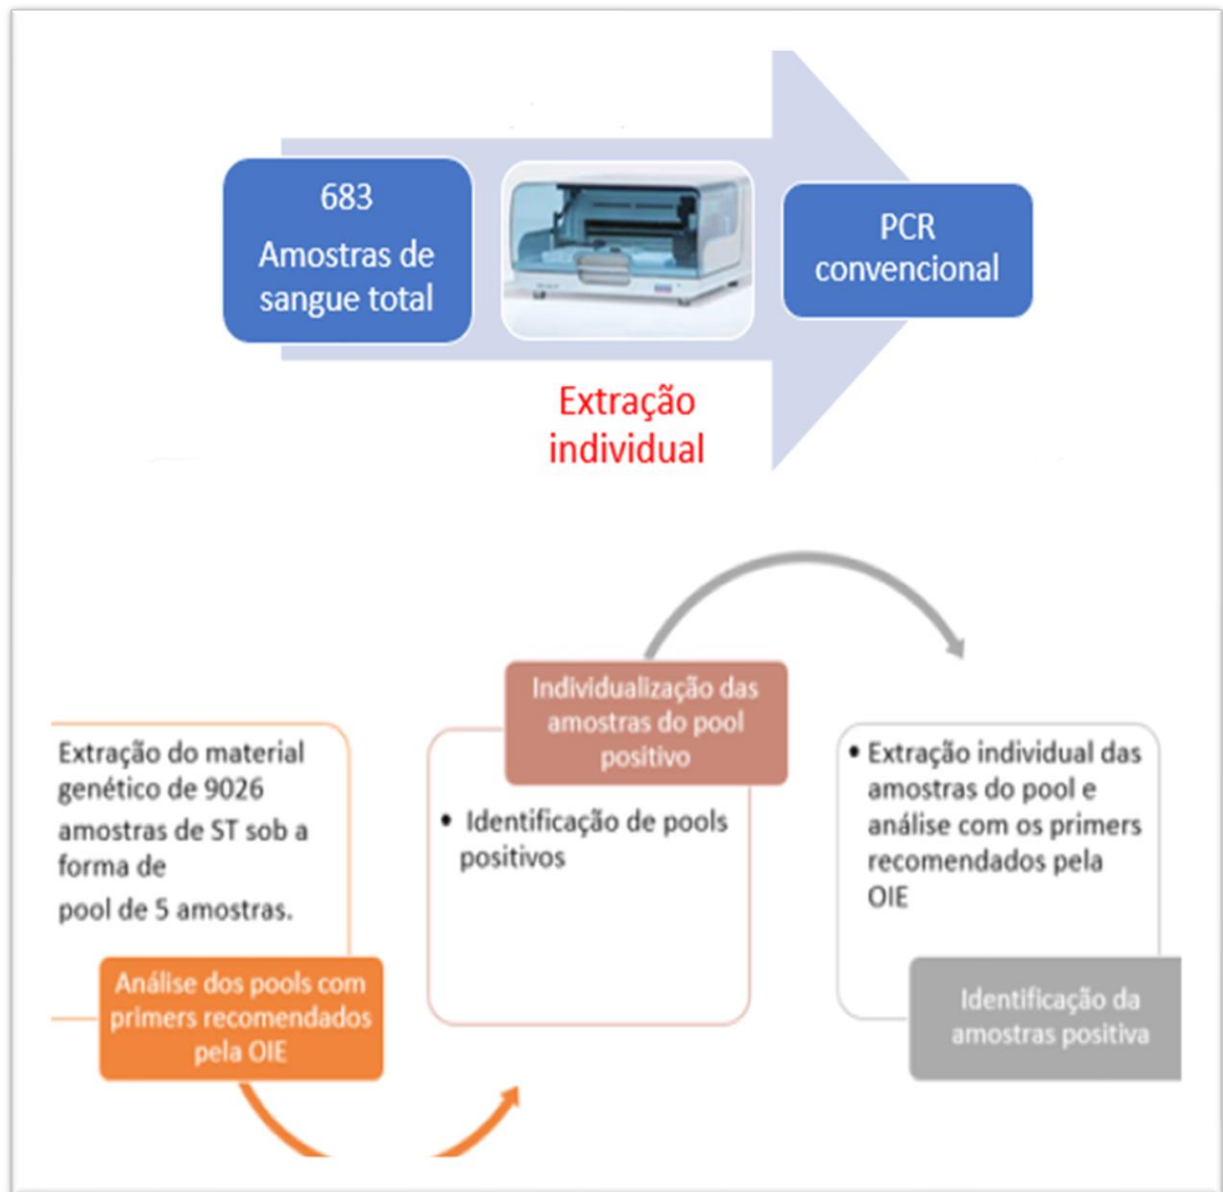 683
Amostras de
sangue total
PCR
convencional
Extração
individual
Extração do material
genético de 9026
amostras de ST sob a
forma de
pool de 5 amostras.
Análise dos pools com
primers recomendados
pela OIE
Individualização das
amostras do pool
positivo
• Identificação de pools
positivos
• Extração individual das
amostras do pool e
análise com os primers
recomendados pela
OIE
Identificação da
amostras positiva